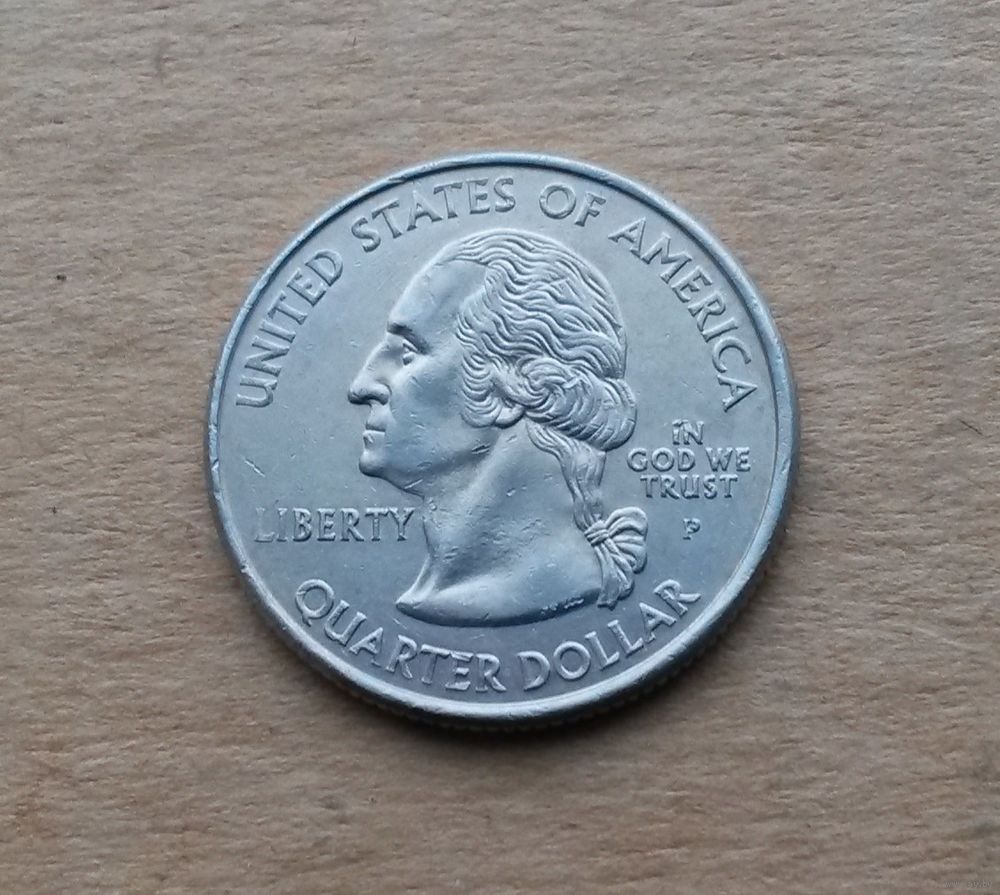 UNITED STATES OF AMERICA
IN
GOD WE
TRUST
P
LIBERTY
QUARTER DOLLAR